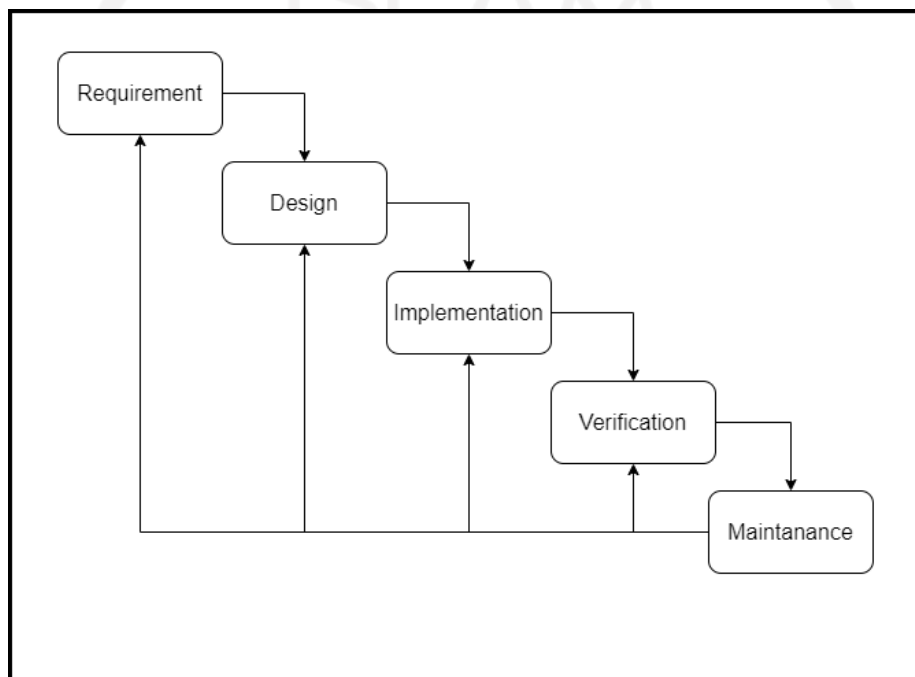 Requirement
Design
Implementation
Verification
Maintanance